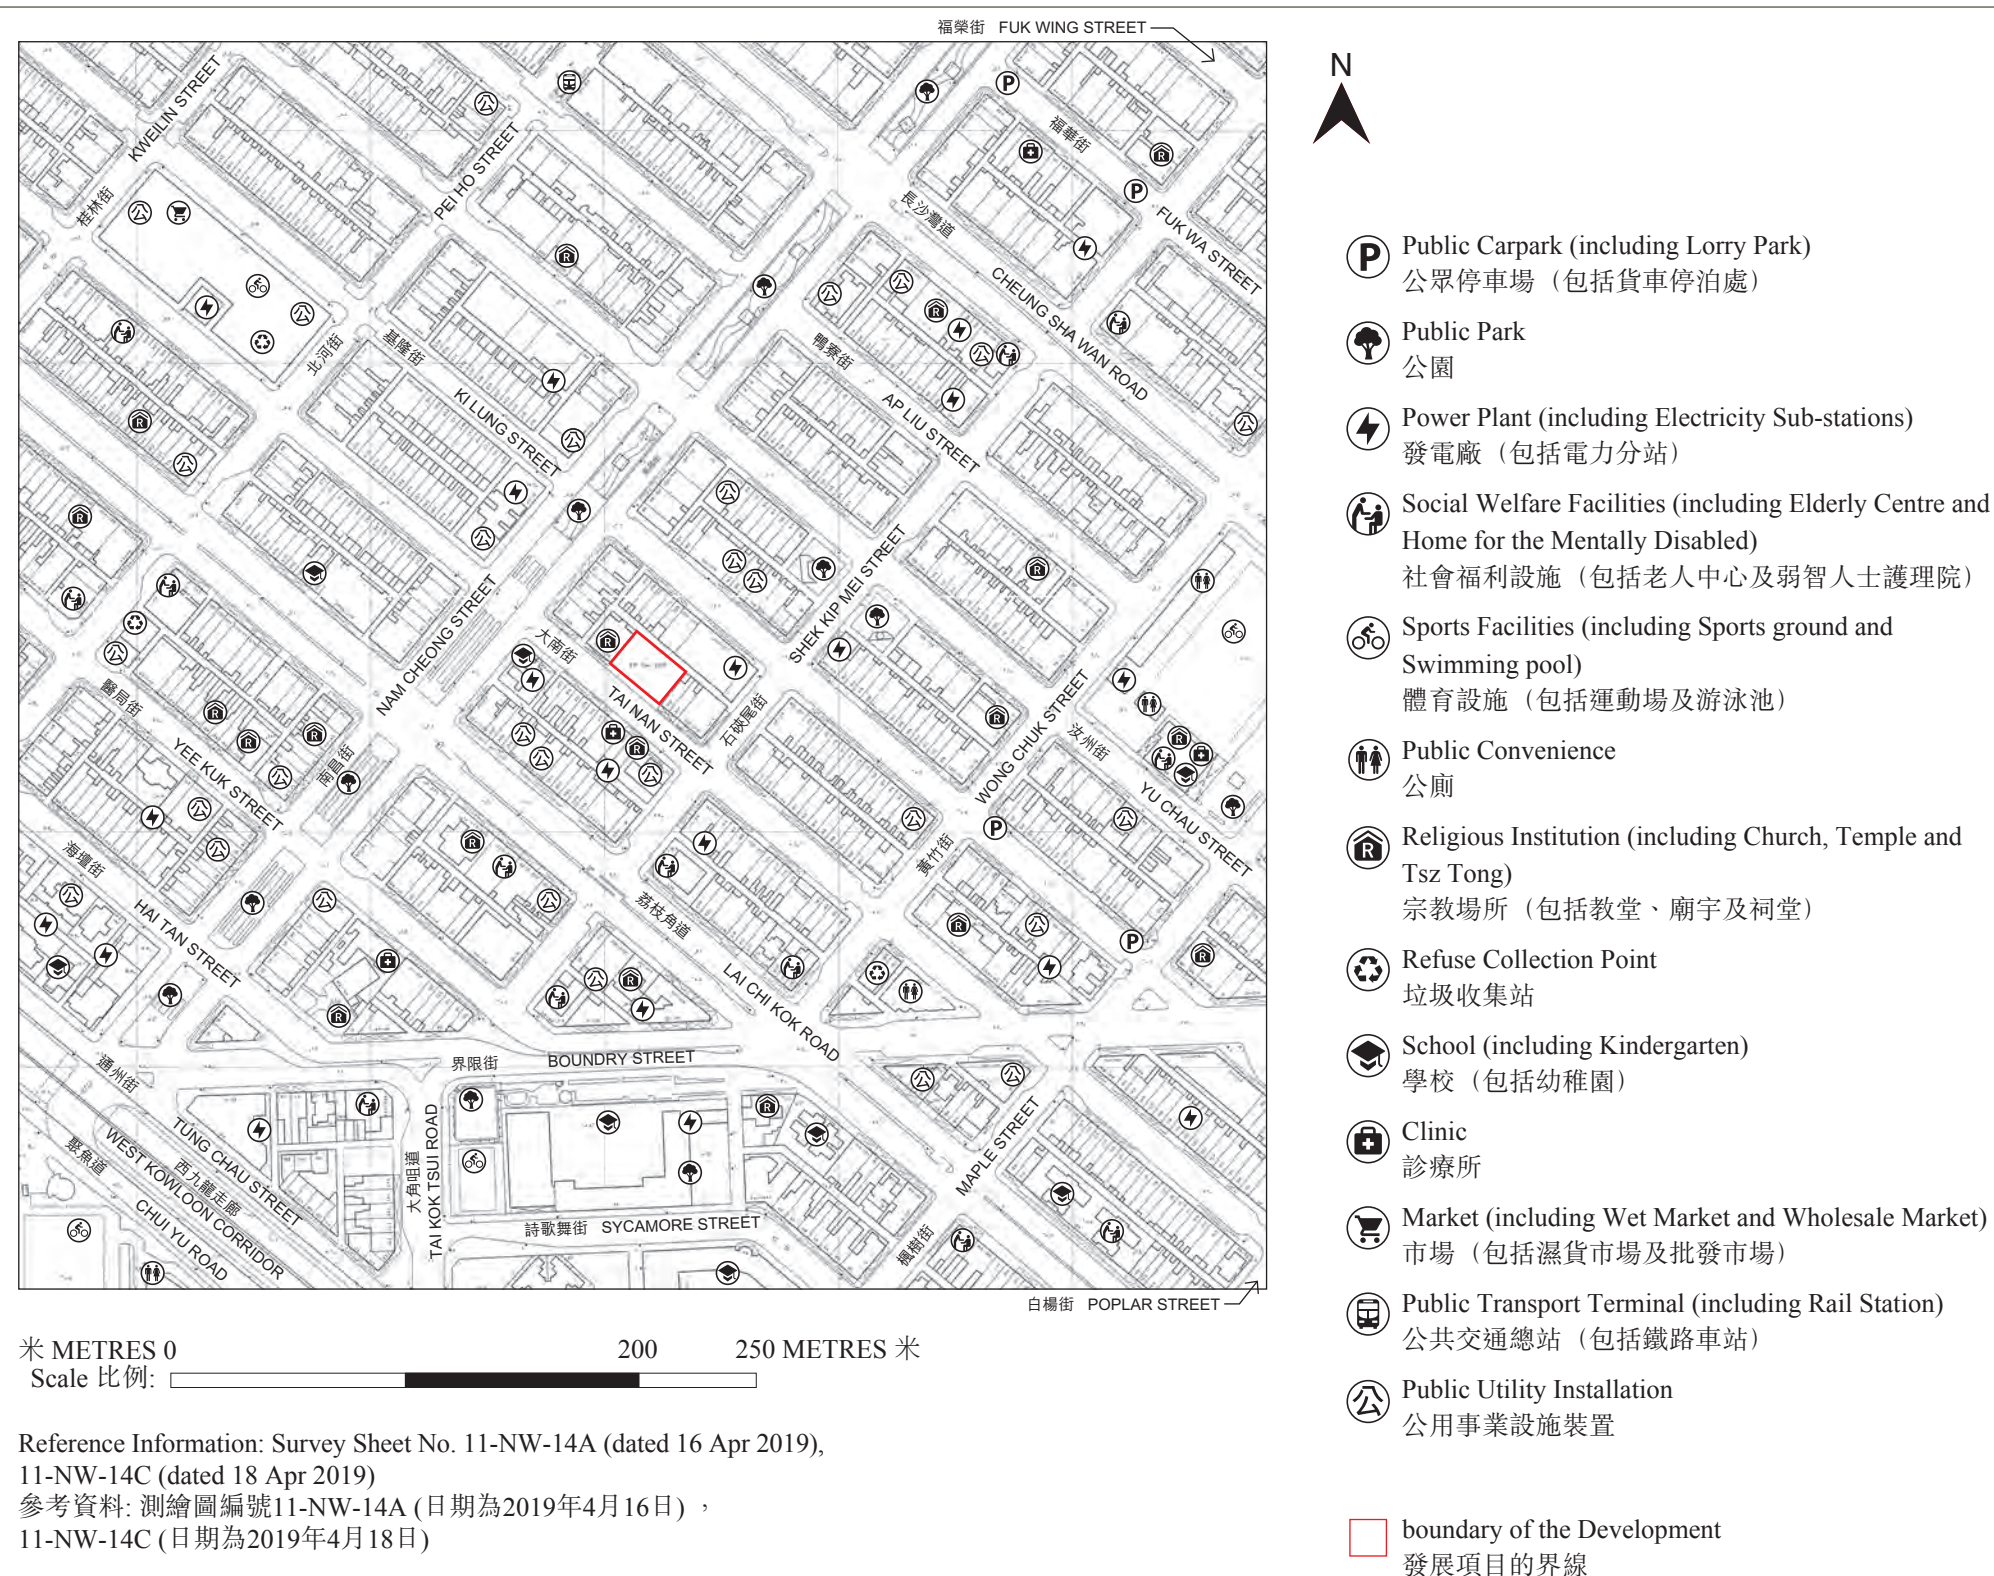 福榮街 FUK WING STREET
KWEILIN STREET
桂林街
PEI HO STREET
北河街
福華街
FUK WA STREET
長沙灣道
CHEUNG SHA WAN ROAD
鴨寮街
AP LIU STREET
基隆街
KI LUNG STREET
NAM CHEONG STREET
南昌街
大南街
TAI NAN STREET
SHEK KIP MEI STREET
石硤尾街
WONG CHUK STREET
黃竹街
汝州街
YU CHAU STREET
醫局街
YEE KUK STREET
海壇街
HAI TAN STREET
荔枝角道
LAI CHI KOK ROAD
界限街 BOUNDRY STREET
通州街
TUNG CHAU STREET
WEST KOWLOON CORRIDOR
西九龍走廊
聚魚道
CHUI YU ROAD
大角咀道
TAI KOK TSUI ROAD
詩歌舞街 SYCAMORE STREET
MAPLE STREET
楓樹街
白楊街 POPLAR STREET
N
P Public Carpark (including Lorry Park)
公眾停車場（包括貨車停泊處）
Public Park
公園
Power Plant (including Electricity Sub-stations)
發電廠（包括電力分站）
Social Welfare Facilities (including Elderly Centre and
Home for the Mentally Disabled)
社會福利設施（包括老人中心及弱智人士護理院）
Sports Facilities (including Sports ground and
Swimming pool)
體育設施（包括運動場及游泳池）
Public Convenience
公廁
R Religious Institution (including Church, Temple and
Tsz Tong)
宗教場所（包括教堂、廟宇及祠堂）
Refuse Collection Point
垃圾收集站
School (including Kindergarten)
學校（包括幼稚園）
Clinic
診療所
Market (including Wet Market and Wholesale Market)
市場（包括濕貨市場及批發市場）
Public Transport Terminal (including Rail Station)
公共交通總站（包括鐵路車站）
公 Public Utility Installation
公用事業設施裝置
boundary of the Development
發展項目的界線
米 METRES 0 200 250 METRES 米
Scale 比例:
Reference Information: Survey Sheet No. 11-NW-14A (dated 16 Apr 2019),
11-NW-14C (dated 18 Apr 2019)
參考資料: 測繪圖編號11-NW-14A (日期為2019年4月16日) ，
11-NW-14C (日期為2019年4月18日)